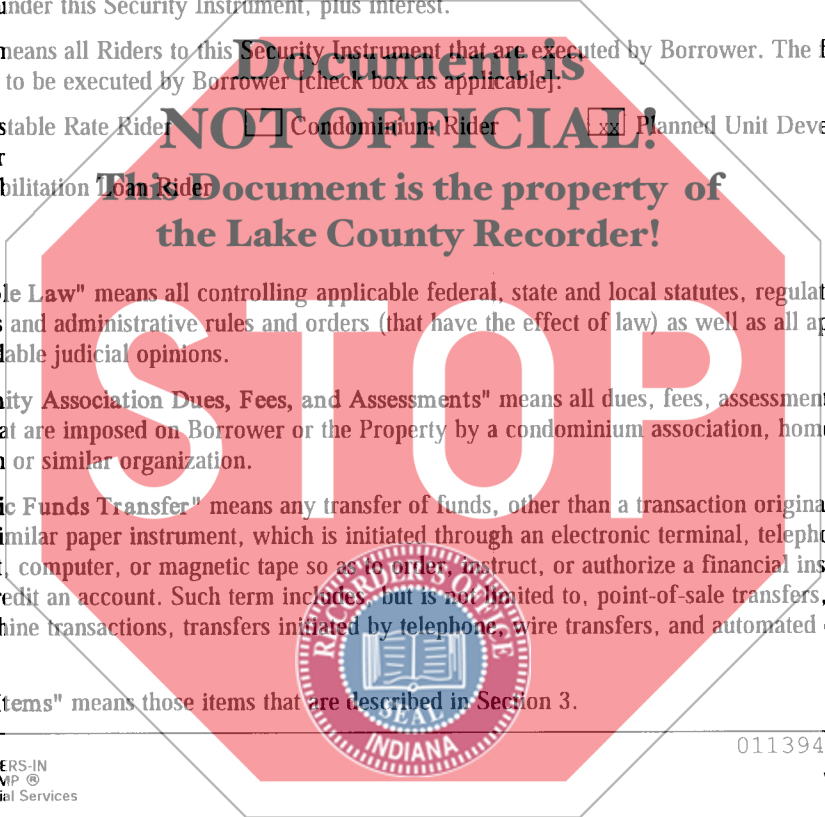 under this Security Instrument, plus interest.
means all Riders to this Security Instrument that are executed by Borrower. The
to be executed by Borrower [check box as applicable]:
Document is
stable Rate Rider Condominium Rider xx Planned Unit Deve
NOT OFFICIAL!
r
bilitation Loan Rider
This Document is the property of
the Lake County Recorder!
le Law" means all controlling applicable federal, state and local statutes, regulat
and administrative rules and orders (that have the effect of law) as well as all ap
able judicial opinions.
STOP
ity Association Dues, Fees, and Assessments" means all dues, fees, assessment
at are imposed on Borrower or the Property by a condominium association, hom
or similar organization.
ic Funds Transfer" means any transfer of funds, other than a transaction origina
imilar paper instrument, which is initiated through an electronic terminal, teleph
, computer, or magnetic tape so as to order, instruct, or authorize a financial ins
redit an account. Such term includes, but is not limited to, point-of-sale transfers,
hine transactions, transfers initiated by telephone, wire transfers, and automated
RECORDER'S OFFICE
SEAL
INDIANA
Items" means those items that are described in Section 3.
011394
ERS-IN
MP ®
ial Services